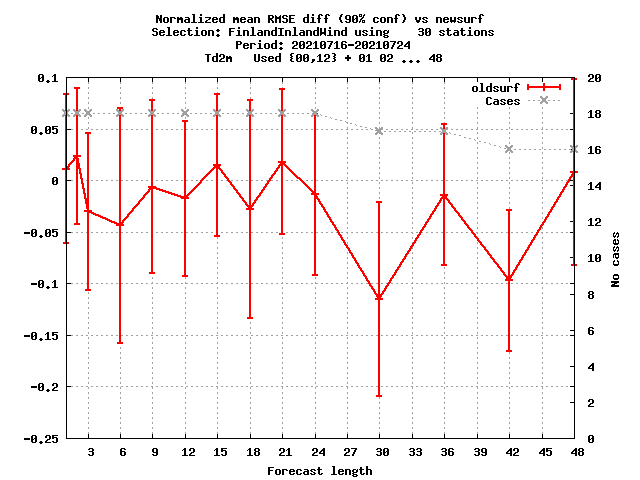 Normalized mean RMSE diff (90% conf) vs newsurf
Selection: FinlandInlandWind using    30 stations
Period: 20210716-20210724
Td2m   Used {00,12} + 01 02 ... 48
oldsurf
Cases
0.1
0.05
0
-0.05
-0.1
-0.15
-0.2
-0.25
20
18
16
14
12
10
8
6
4
2
0
No cases
3 6 9 12 15 18 21 24 27 30 33 36 39 42 45 48
Forecast length